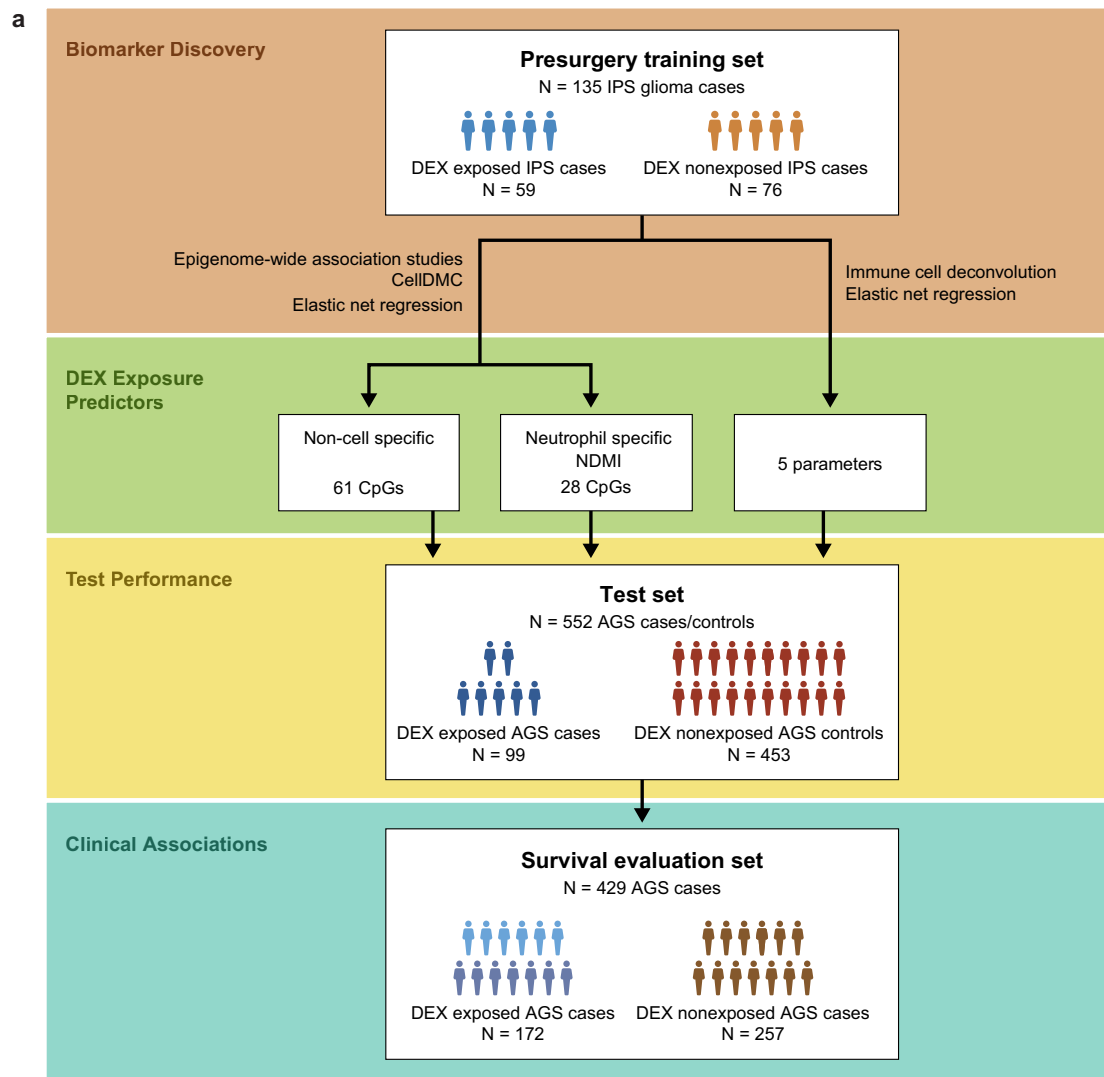 a
Biomarker Discovery
Presurgery training set
N = 135 IPS glioma cases
DEX exposed IPS cases
N = 59
DEX nonexposed IPS cases
N = 76
Epigenome-wide association studies
CellDMC
Elastic net regression
Immune cell deconvolution
Elastic net regression
DEX Exposure
Predictors
Non-cell specific
61 CpGs
Neutrophil specific
NDMI
28 CpGs
5 parameters
Test Performance
Test set
N = 552 AGS cases/controls
DEX exposed AGS cases
N = 99
DEX nonexposed AGS controls
N = 453
Clinical Associations
Survival evaluation set
N = 429 AGS cases
DEX exposed AGS cases
N = 172
DEX nonexposed AGS cases
N = 257